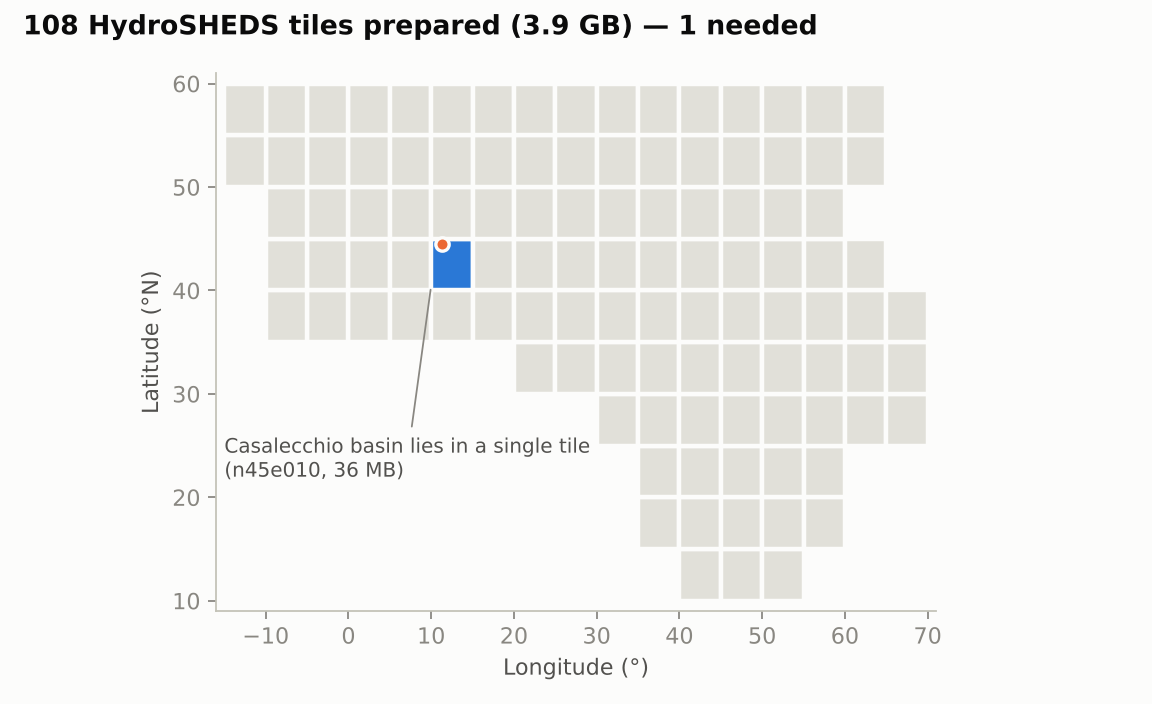 108 HydroSHEDS tiles prepared (3.9 GB) — 1 needed
60
50
40
30
20
10
Latitude (°N)
Casalecchio basin lies in a single tile
(n45e010, 36 MB)
−10 0 10 20 30 40 50 60 70
Longitude (°)